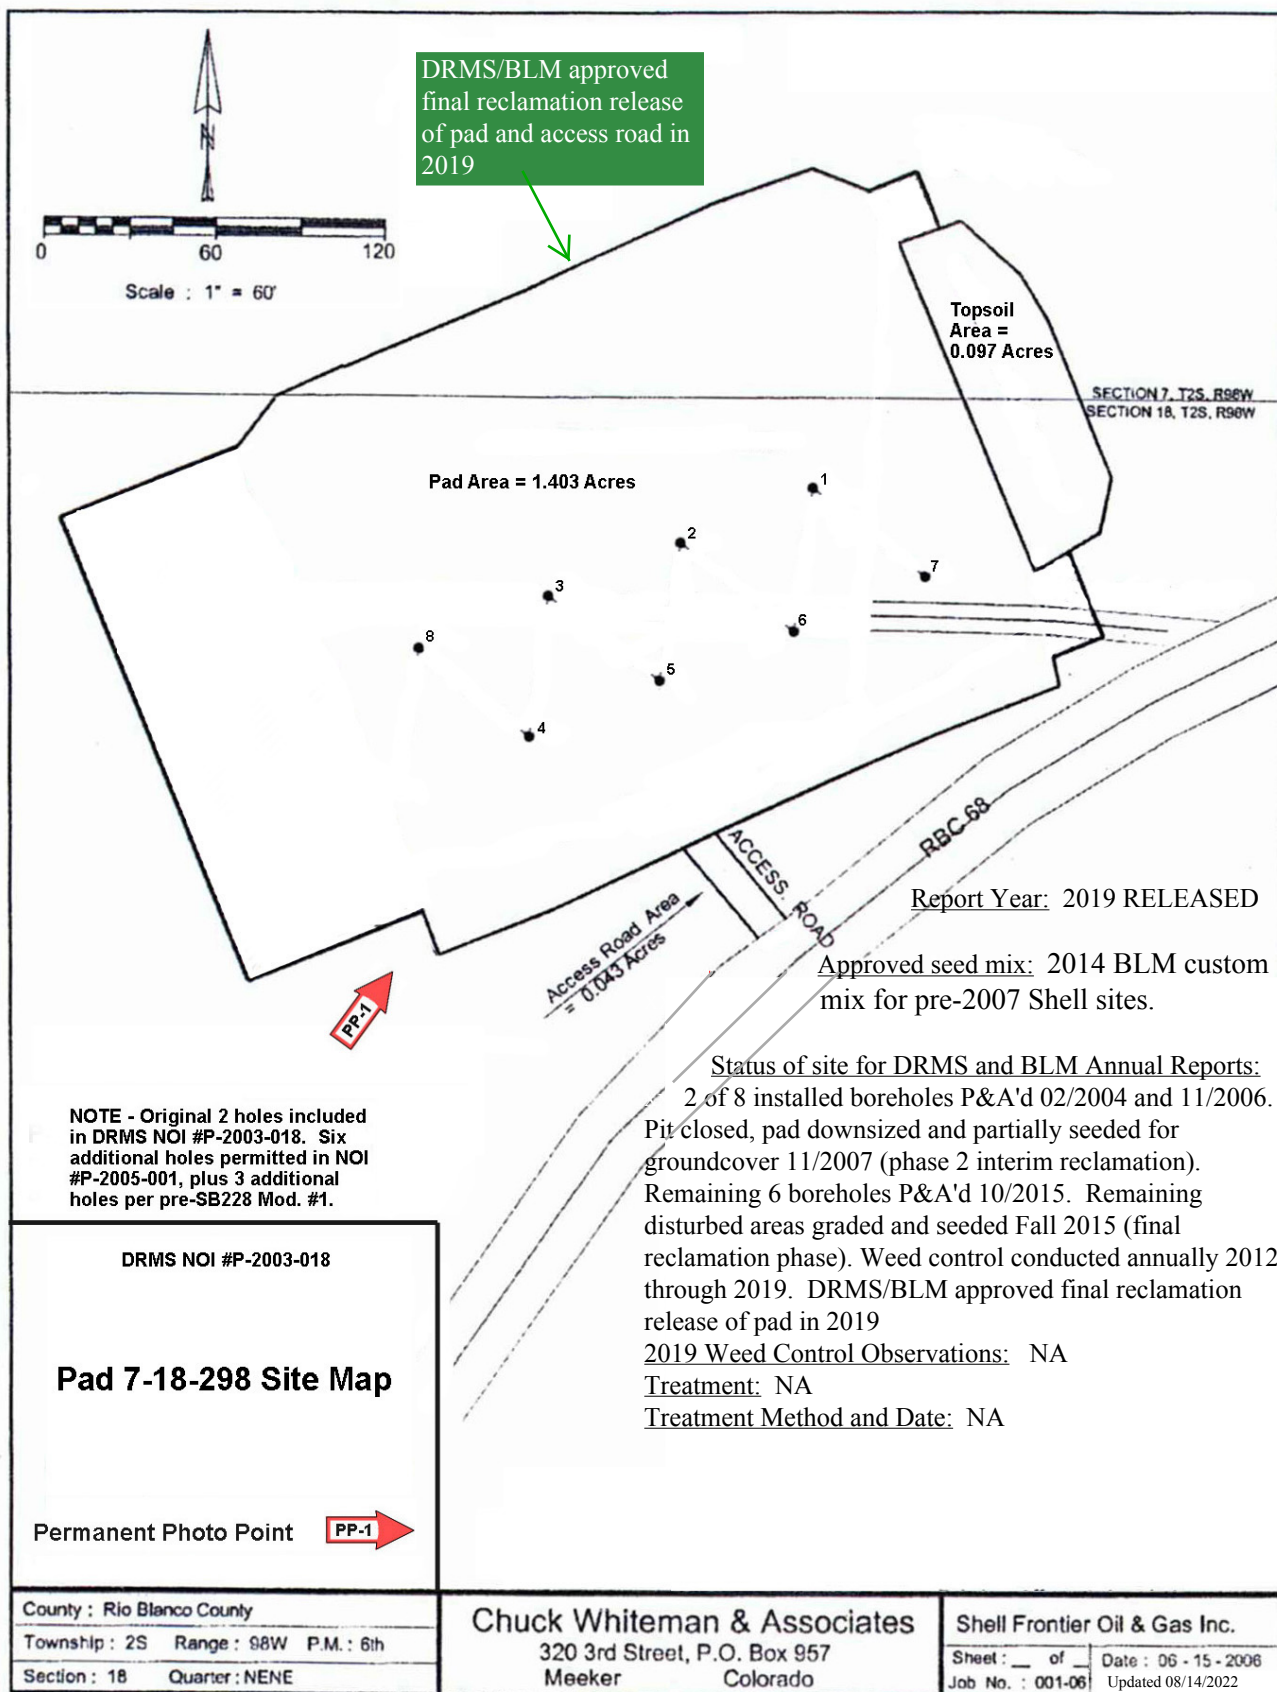 DRMS/BLM approved
final reclamation release
of pad and access road in
2019
N
0 60 120
Scale : 1" = 60'
Topsoil
Area =
0.097 Acres
SECTION 7, T2S, R98W
SECTION 18, T2S, R98W
Pad Area = 1.403 Acres
1
2
3
7
6
8
5
4
RBC 68
ACCESS ROAD
Access Road Area
= 0.043 Acres
PP-1
Report Year: 2019 RELEASED
Approved seed mix: 2014 BLM custom
mix for pre-2007 Shell sites.
Status of site for DRMS and BLM Annual Reports:
2 of 8 installed boreholes P&A'd 02/2004 and 11/2006.
Pit closed, pad downsized and partially seeded for
groundcover 11/2007 (phase 2 interim reclamation).
Remaining 6 boreholes P&A'd 10/2015. Remaining
disturbed areas graded and seeded Fall 2015 (final
reclamation phase). Weed control conducted annually 2012
through 2019. DRMS/BLM approved final reclamation
release of pad in 2019
2019 Weed Control Observations: NA
Treatment: NA
Treatment Method and Date: NA
NOTE - Original 2 holes included
in DRMS NOI #P-2003-018. Six
additional holes permitted in NOI
#P-2005-001, plus 3 additional
holes per pre-SB228 Mod. #1.
DRMS NOI #P-2003-018
Pad 7-18-298 Site Map
Permanent Photo Point PP-1
County : Rio Blanco County
Township : 2S Range : 98W P.M. : 6th
Section : 18 Quarter : NENE
Chuck Whiteman & Associates
320 3rd Street, P.O. Box 957
Meeker Colorado
Shell Frontier Oil & Gas Inc.
Sheet : __ of __ Date : 06 - 15 - 2006
Job No. : 001-06 Updated 08/14/2022